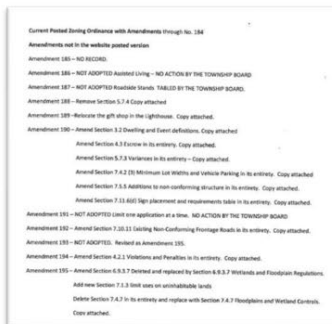 Current Posted Zoning Ordinance with Amendments through No. 184
Amendments not in the website posted version
Amendment 185 – NO RECORD
Amendment 186 – NOT ADOPTED Assisted Living – NO ACTION BY THE TOWNSHIP BOARD
Amendment 187 – NOT ADOPTED Roadside Stands TABLED BY THE TOWNSHIP BOARD.
Amendment 188 – Remove Section 5.7.4 Copy attached
Amendment 189 –Relocate the gift shop in the Lighthouse. Copy attached.
Amendment 190 – Amend Section 3.2 Dwelling and Event definitions. Copy attached
Amend Section 4.3 Escrow in its entirety. Copy attached.
Amend Section 5.7.3 Variances in its entirety – Copy attached.
Amend Section 7.4.2 (9) Minimum Lot Widths and Vehicle Parking in its entirety. Copy attached
Amend Section 7.5.5 Additions to non conforming structure in its entirety. Copy attached.
Amend Section 7.11.6(d) Sign placement and requirements table in its entirety. Copy attached.
Amendment 191 – NOT ADOPTED Limit one application at a time. NO ACTION BY THE TOWNSHIP BOARD
Amendment 192 – Amend Section 7.10.11 Existing Non-Conforming Frontage Roads in its entirety. Copy attached.
Amendment 193 – NOT ADOPTED. Revised as Amendment 195.
Amendment 194 – Amend Section 4.2.1 Violations and Penalties in its entirety. Copy attached.
Amendment 195 – Amend Section 6.9.3.7 Deleted and replaced by Section 6.9.3.7 Wetlands and Floodplain Regulations.
Add new Section 7.1.3 limit uses on uninhabitable lands
Delete Section 7.4.7 in its entirety and replace with Section 7.4.7 Floodplains and Wetland Controls.
Copy attached.